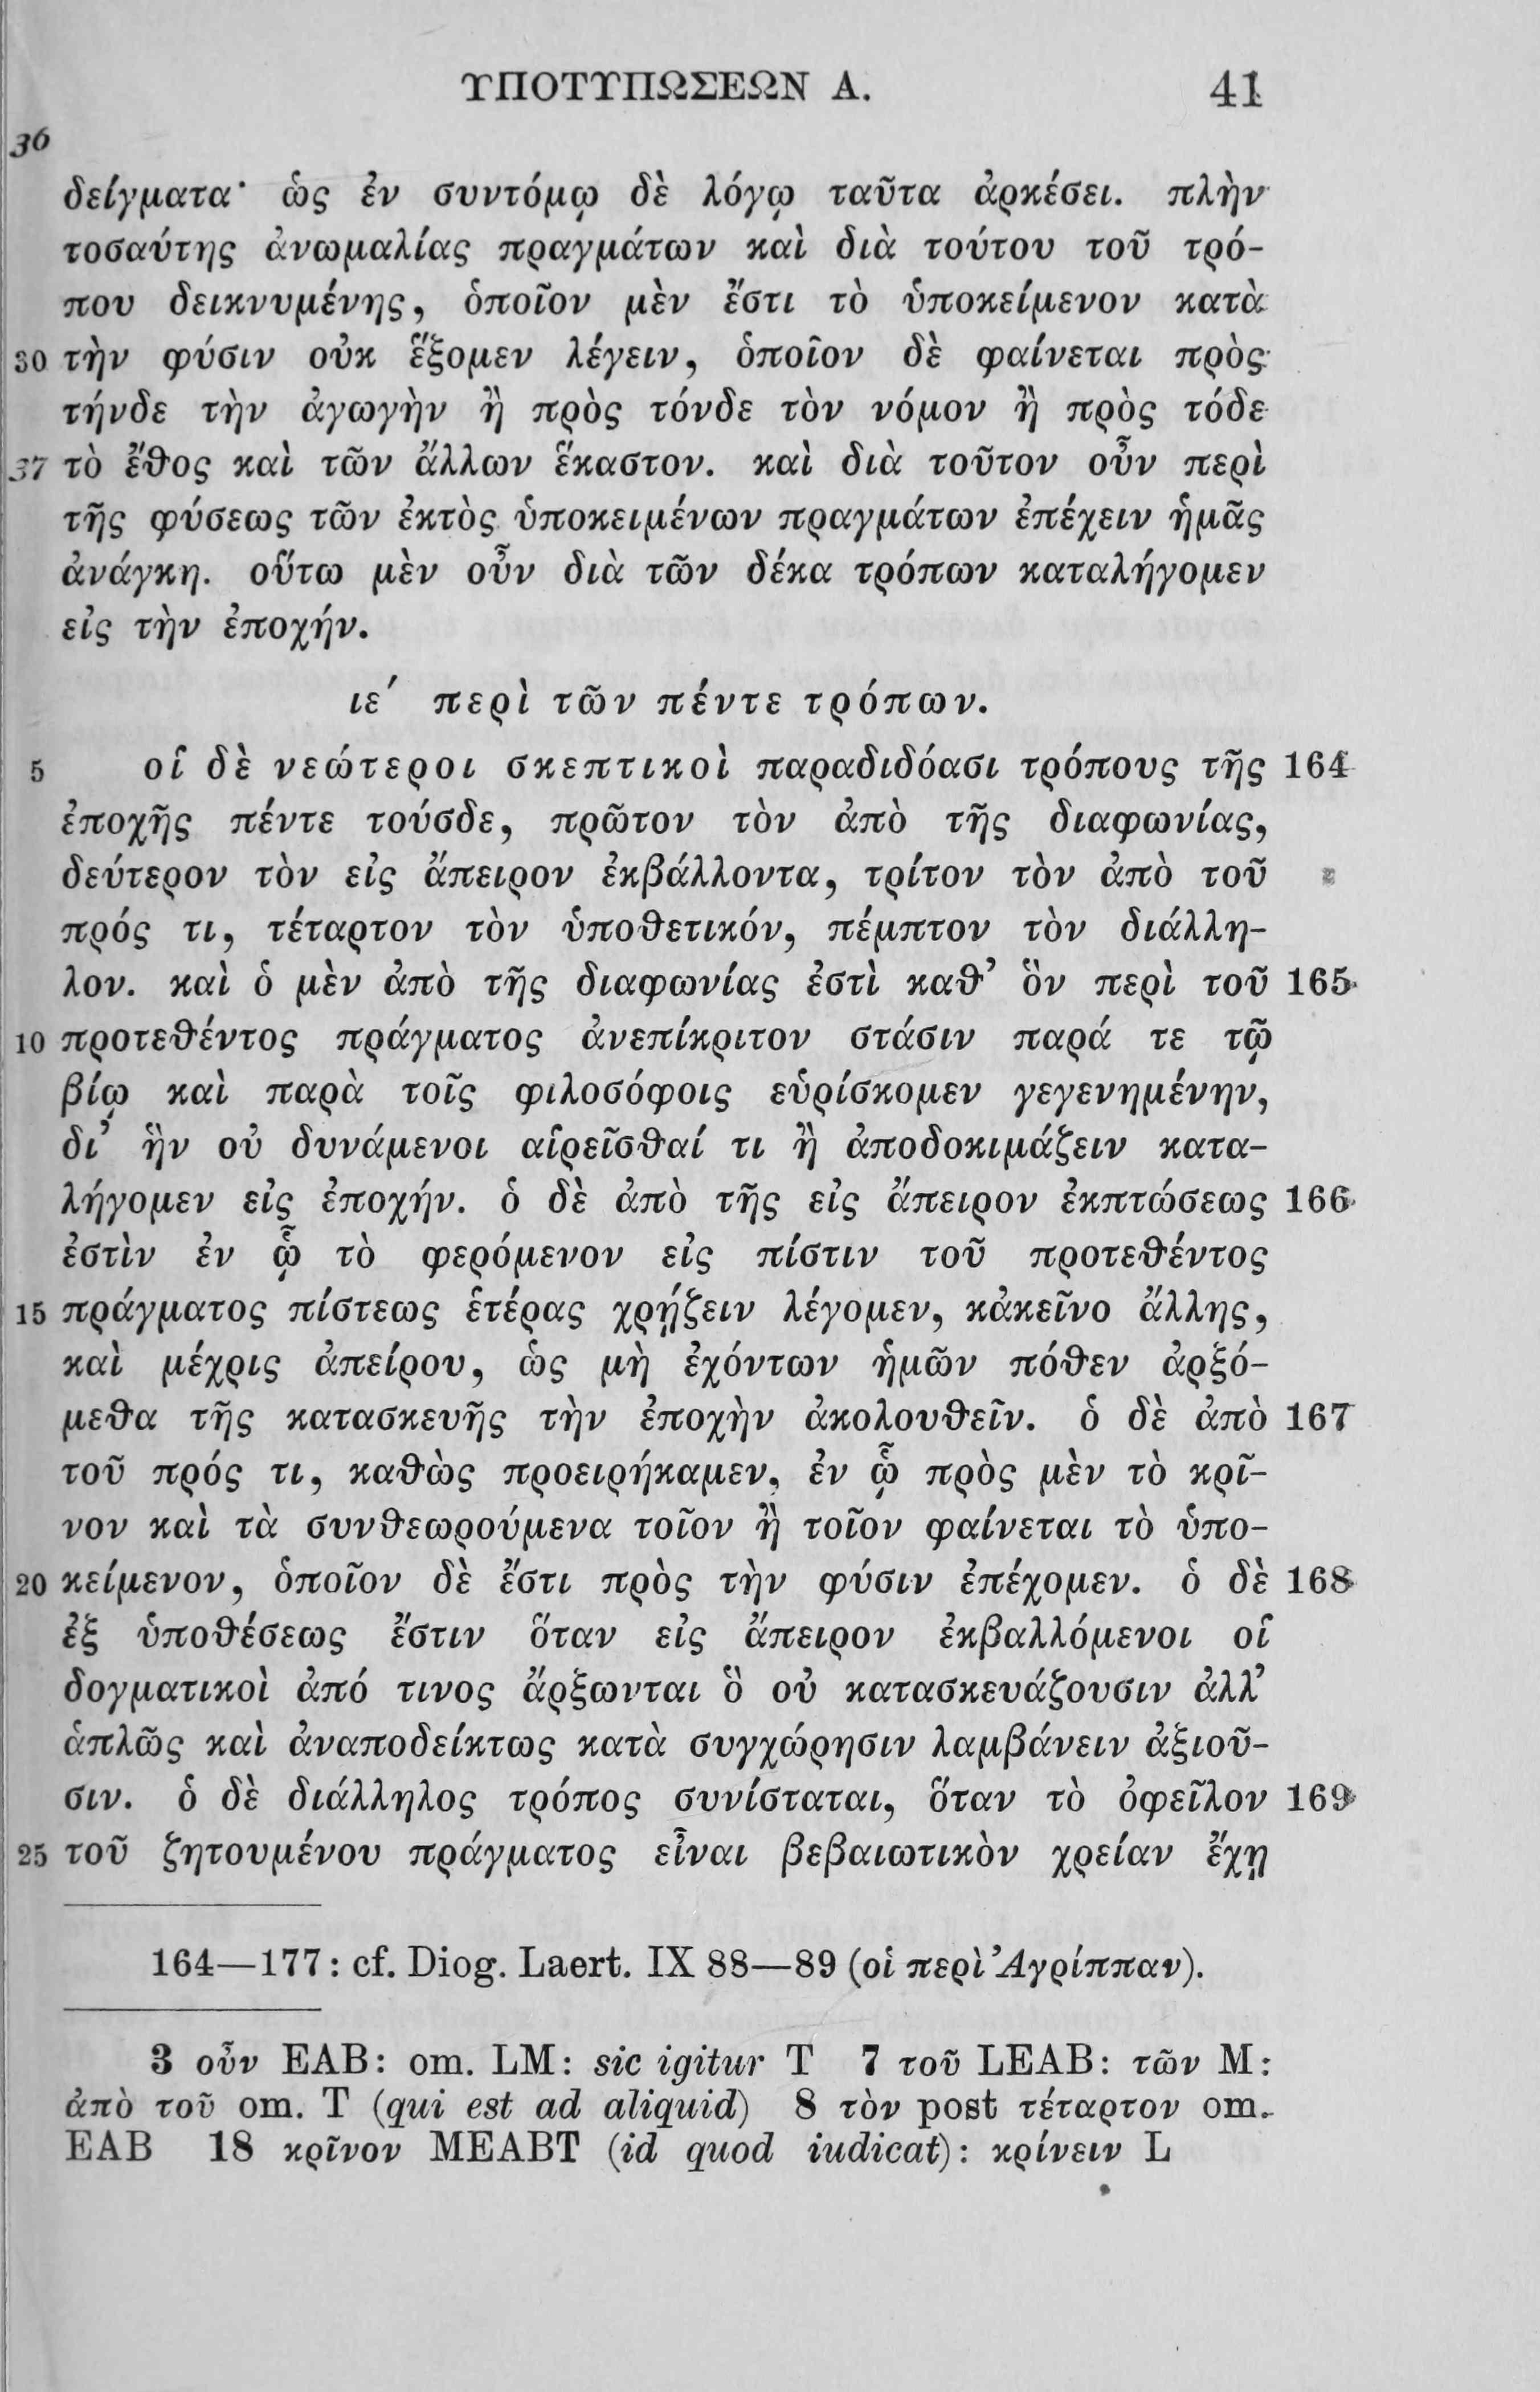 ΥΠΟΤΥΠΩΣΕΩΝ Α. 41
36
δείγματα· ὡς ἐν συντόμῳ δὲ λόγῳ ταῦτα ἀρκέσει. πλὴν
τοσαύτης ἀνωμαλίας πραγμάτων καὶ διὰ τούτου τοῦ τρό-
που δεικνυμένης, ὁποῖον μὲν ἔστι τὸ ὑποκείμενον κατὰ
30 τὴν φύσιν οὐκ ἕξομεν λέγειν, ὁποῖον δὲ φαίνεται πρὸς
τήνδε τὴν ἀγωγὴν ἢ πρὸς τόνδε τὸν νόμον ἢ πρὸς τόδε
37 τὸ ἔθος καὶ τῶν ἄλλων ἕκαστον. καὶ διὰ τοῦτον οὖν περὶ
τῆς φύσεως τῶν ἐκτὸς ὑποκειμένων πραγμάτων ἐπέχειν ἡμᾶς
ἀνάγκη. οὕτω μὲν οὖν διὰ τῶν δέκα τρόπων καταλήγομεν
εἰς τὴν ἐποχήν.
ιε´ περὶ τῶν πέντε τρόπων.
5 οἱ δὲ νεώτεροι σκεπτικοὶ παραδιδόασι τρόπους τῆς 164
ἐποχῆς πέντε τούσδε, πρῶτον τὸν ἀπὸ τῆς διαφωνίας,
δεύτερον τὸν εἰς ἄπειρον ἐκβάλλοντα, τρίτον τὸν ἀπὸ τοῦ
πρός τι, τέταρτον τὸν ὑποθετικόν, πέμπτον τὸν διάλλη-
λον. καὶ ὁ μὲν ἀπὸ τῆς διαφωνίας ἐστὶ καθ’ ὃν περὶ τοῦ 165
10 προτεθέντος πράγματος ἀνεπίκριτον στάσιν παρά τε τῷ
βίῳ καὶ παρὰ τοῖς φιλοσόφοις εὑρίσκομεν γεγενημένην,
δι’ ἣν οὐ δυνάμενοι αἱρεῖσθαί τι ἢ ἀποδοκιμάζειν κατα-
λήγομεν εἰς ἐποχήν. ὁ δὲ ἀπὸ τῆς εἰς ἄπειρον ἐκπτώσεως 166
ἐστὶν ἐν ᾧ τὸ φερόμενον εἰς πίστιν τοῦ προτεθέντος
15 πράγματος πίστεως ἑτέρας χρῄζειν λέγομεν, κἀκεῖνο ἄλλης,
καὶ μέχρις ἀπείρου, ὡς μὴ ἐχόντων ἡμῶν πόθεν ἀρξό-
μεθα τῆς κατασκευῆς τὴν ἐποχὴν ἀκολουθεῖν. ὁ δὲ ἀπὸ 167
τοῦ πρός τι, καθὼς προειρήκαμεν, ἐν ᾧ πρὸς μὲν τὸ κρῖ-
νον καὶ τὰ συνθεωρούμενα τοῖον ἢ τοῖον φαίνεται τὸ ὑπο-
20 κείμενον, ὁποῖον δὲ ἔστι πρὸς τὴν φύσιν ἐπέχομεν. ὁ δὲ 168
ἐξ ὑποθέσεως ἔστιν ὅταν εἰς ἄπειρον ἐκβαλλόμενοι οἱ
δογματικοὶ ἀπό τινος ἄρξωνται ὃ οὐ κατασκευάζουσιν ἀλλ’
ἁπλῶς καὶ ἀναποδείκτως κατὰ συγχώρησιν λαμβάνειν ἀξιοῦ-
σιν. ὁ δὲ διάλληλος τρόπος συνίσταται, ὅταν τὸ ὀφεῖλον 169
25 τοῦ ζητουμένου πράγματος εἶναι βεβαιωτικὸν χρείαν ἔχῃ
164—177: cf. Diog. Laert. IX 88—89 (οἱ περὶ Ἀγρίππαν).
3 οὖν EAB: om. LM: sic igitur T 7 τοῦ LEAB: τῶν M:
ἀπὸ τοῦ om. T (qui est ad aliquid) 8 τὸν post τέταρτον om.
EAB 18 κρῖνον MEABT (id quod iudicat): κρίνειν L